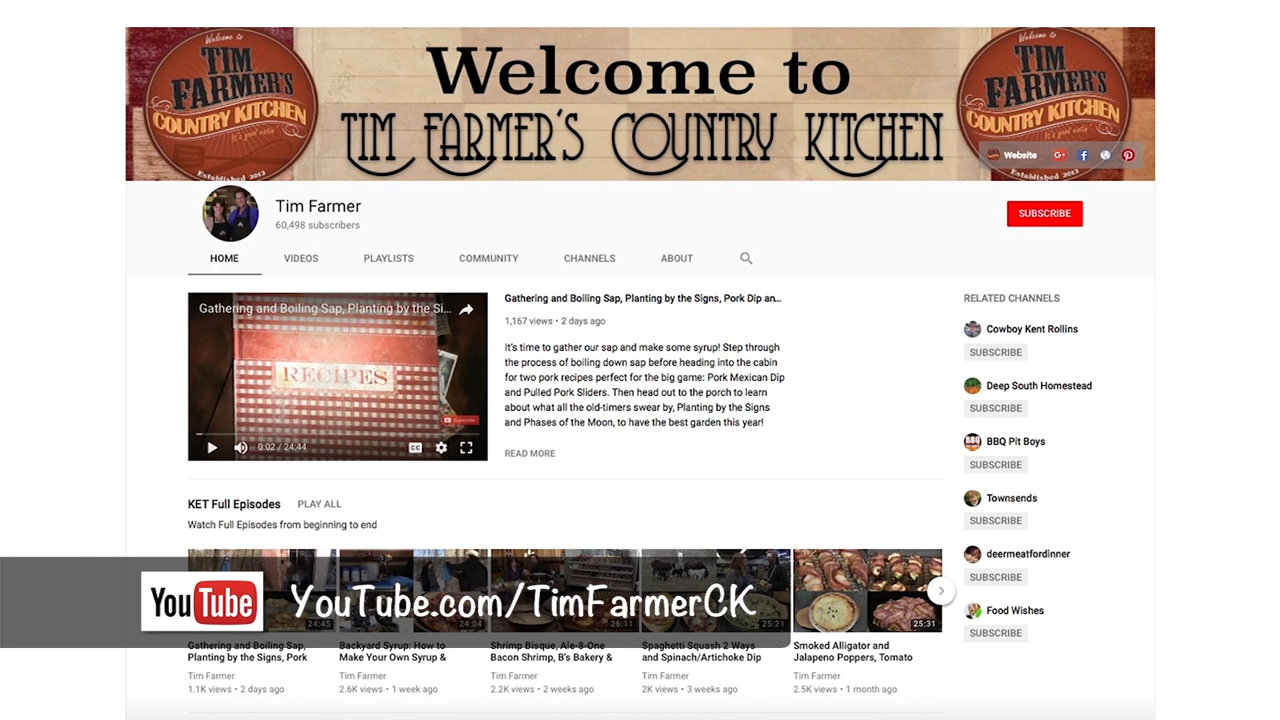 Welcome to
TIM FARMER'S COUNTRY KITCHEN
Welcome to
TIM
FARMER'S
COUNTRY KITCHEN
It's good eatin'
Established 2012
Welcome to
TIM
FARMER'S
COUNTRY KITCHEN
It's good eatin'
Established 2012
Website
Tim Farmer
60,498 subscribers
SUBSCRIBE
HOME VIDEOS PLAYLISTS COMMUNITY CHANNELS ABOUT
Gathering and Boiling Sap, Planting by the Si...
RECIPES
Subscribe
0:02 / 24:44
CC
Gathering and Boiling Sap, Planting by the Signs, Pork Dip an...
1,167 views • 2 days ago
It's time to gather our sap and make some syrup! Step through
the process of boiling down sap before heading into the cabin
for two pork recipes perfect for the big game: Pork Mexican Dip
and Pulled Pork Sliders. Then head out to the porch to learn
about what all the old-timers swear by, Planting by the Signs
and Phases of the Moon, to have the best garden this year!
READ MORE
RELATED CHANNELS
Cowboy Kent Rollins
SUBSCRIBE
Deep South Homestead
SUBSCRIBE
BBQ Pit Boys
SUBSCRIBE
Townsends
SUBSCRIBE
deermeatfordinner
SUBSCRIBE
Food Wishes
SUBSCRIBE
KET Full Episodes PLAY ALL
Watch Full Episodes from beginning to end
24:45
24:04
26:11
25:21
25:31
YouTube YouTube.com/TimFarmerCK
Gathering and Boiling Sap,
Planting by the Signs, Pork
Tim Farmer
1.1K views • 2 days ago
Backyard Syrup: How to
Make Your Own Syrup &
Tim Farmer
2.6K views • 1 week ago
Shrimp Bisque, Ale-8-One
Bacon Shrimp, B's Bakery &
Tim Farmer
2.2K views • 2 weeks ago
Spaghetti Squash 2 Ways
and Spinach/Artichoke Dip
Tim Farmer
2K views • 3 weeks ago
Smoked Alligator and
Jalapeno Poppers, Tomato
Tim Farmer
2.5K views • 1 month ago